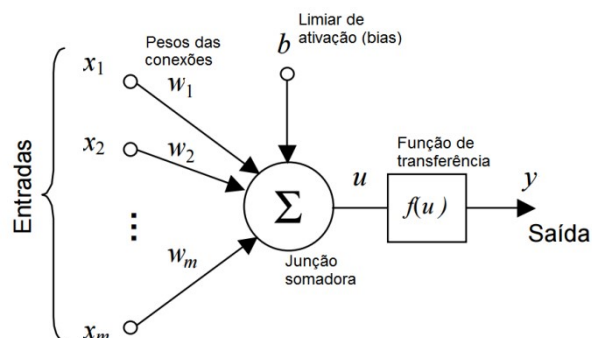 Entradas
x1
x2
⋮
xm
Pesos das
conexões
w1
w2
wm
Limiar de
ativação (bias)
b
Σ
Junção
somadora
u
Função de
transferência
f(u)
y
Saída